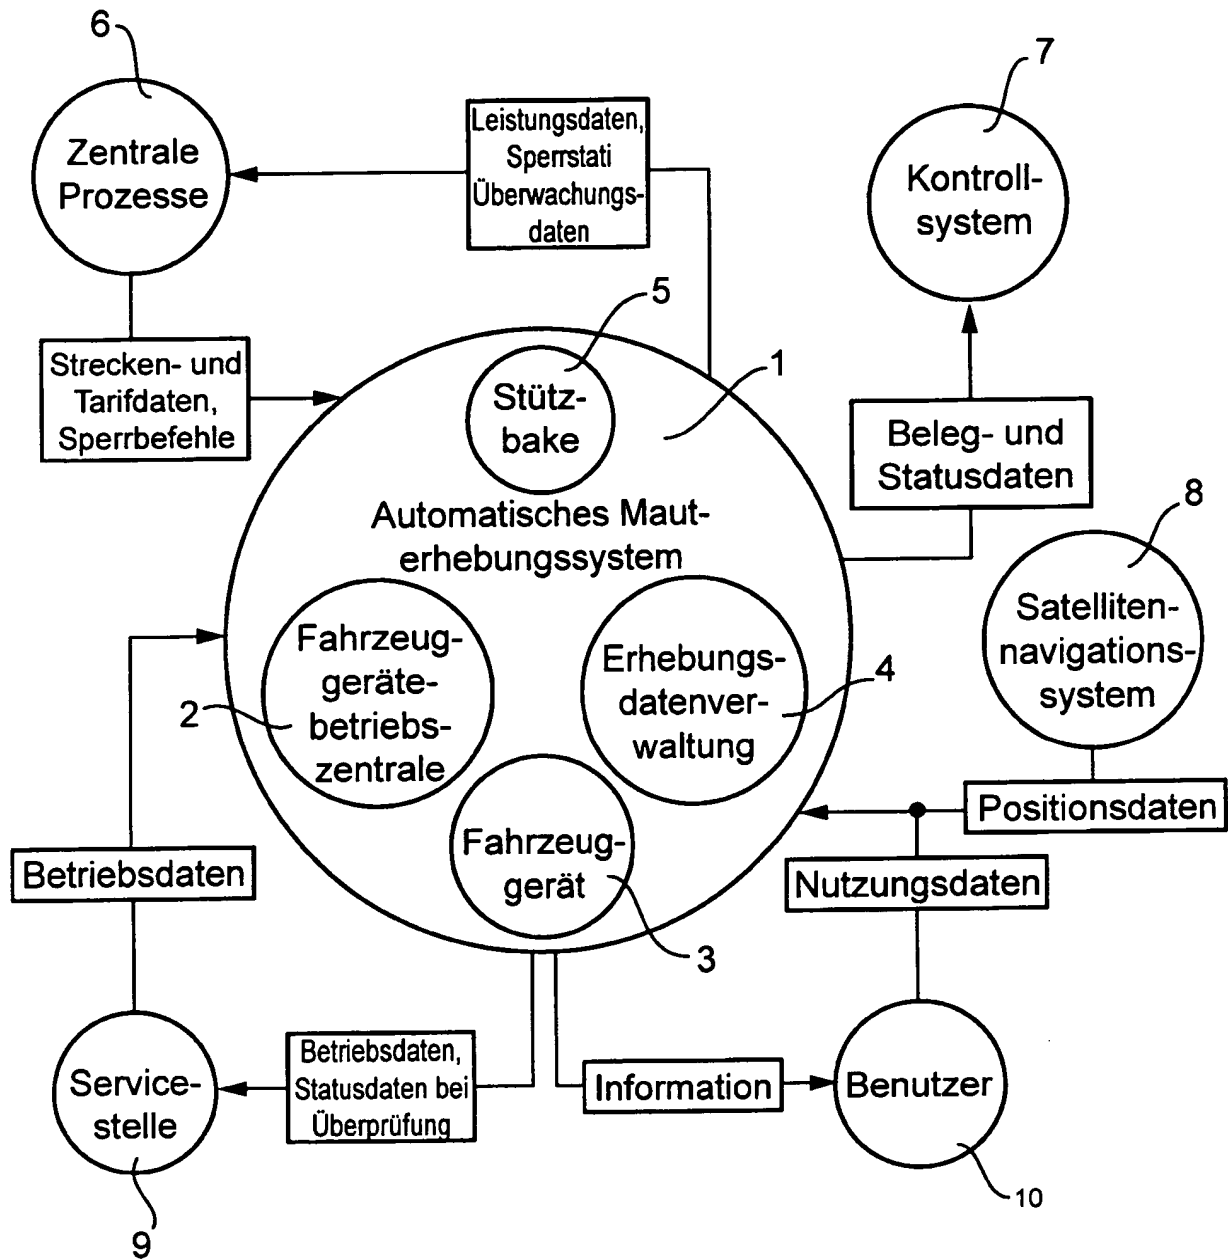 6
Zentrale
Prozesse
Leistungsdaten,
Sperrstati
Überwachungs-
daten
7
Kontroll-
system
Strecken- und
Tarifdaten,
Sperrbefehle
5
Stütz-
bake
1
Beleg- und
Statusdaten
Automatisches Maut-
erhebungssystem
8
Satelliten-
navigations-
system
Fahrzeug-
geräte-
betriebs-
zentrale
2
Erhebungs-
datenver-
waltung
4
Positionsdaten
Fahrzeug-
gerät
3
Betriebsdaten
Nutzungsdaten
Service-
stelle
9
Betriebsdaten,
Statusdaten bei
Überprüfung
Information
Benutzer
10